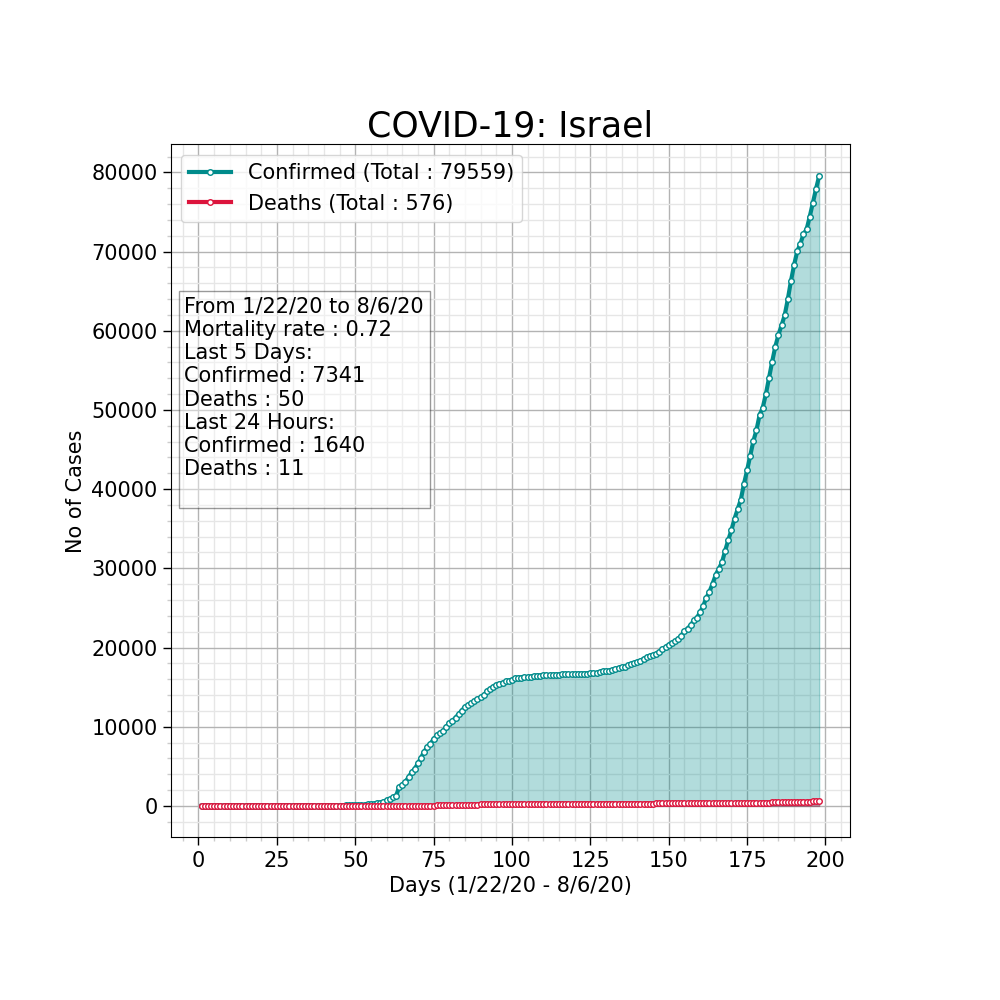 COVID-19: Israel
Confirmed (Total : 79559)
Deaths (Total : 576)
From 1/22/20 to 8/6/20
Mortality rate : 0.72
Last 5 Days:
Confirmed : 7341
Deaths : 50
Last 24 Hours:
Confirmed : 1640
Deaths : 11
No of Cases
80000
70000
60000
50000
40000
30000
20000
10000
0
0 25 50 75 100 125 150 175 200
Days (1/22/20 - 8/6/20)